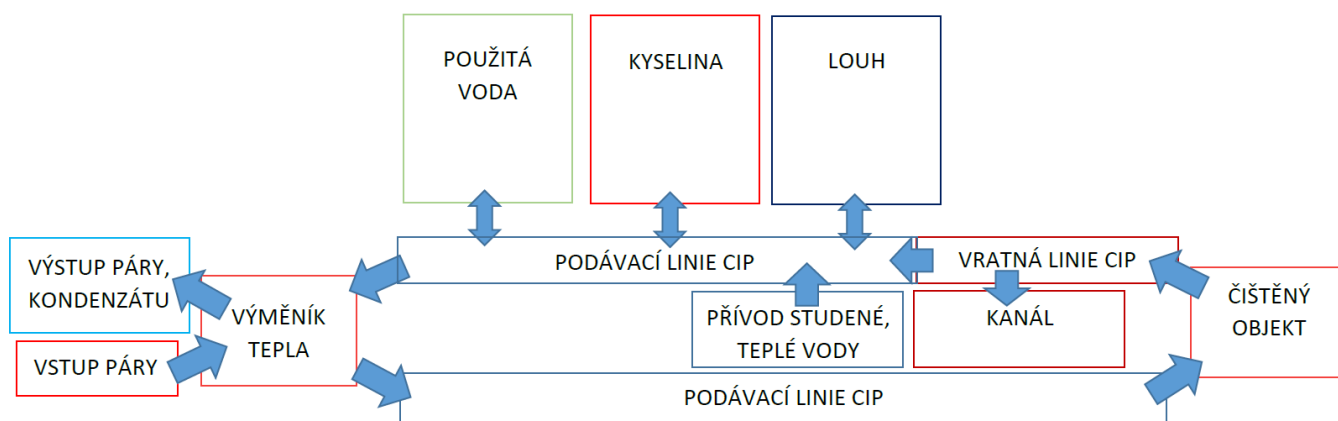 POUŽITÁ
VODA
KYSELINA
LOUH
VÝSTUP PÁRY,
KONDENZÁTU
VSTUP PÁRY
VÝMĚNÍK
TEPLA
PODÁVACÍ LINIE CIP
VRATNÁ LINIE CIP
PŘÍVOD STUDENÉ,
TEPLÉ VODY
KANÁL
ČIŠTĚNÝ
OBJEKT
PODÁVACÍ LINIE CIP